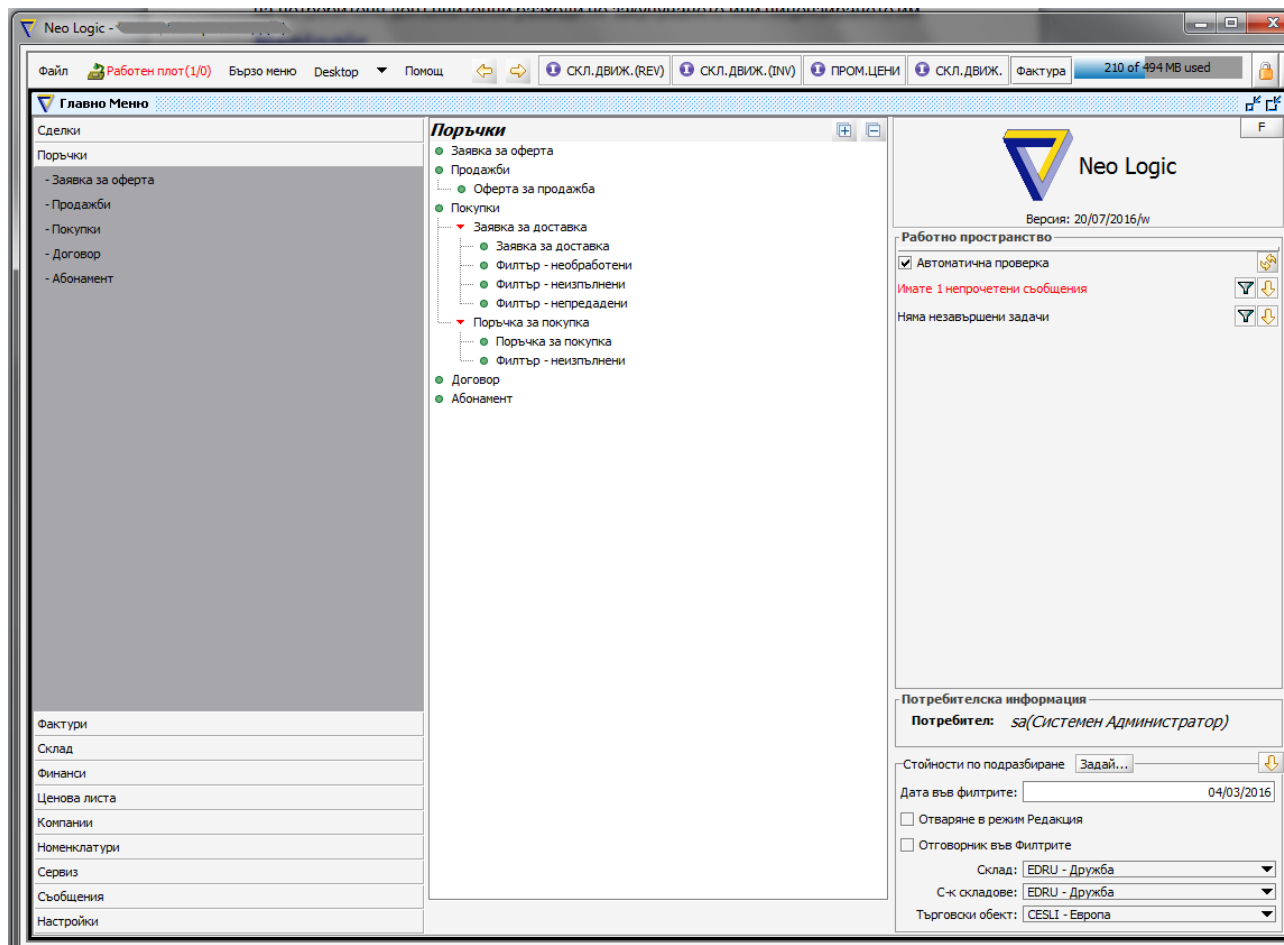 Neo Logic -
Файл Работен плот(1/0) Бързо меню Desktop Помощ СКЛ.ДВИЖ.(REV) СКЛ.ДВИЖ.(INV) ПРОМ.ЦЕНИ СКЛ.ДВИЖ. Фактура 210 of 494 MB used
Главно Меню
Сделки
Поръчки
- Заявка за оферта
- Продажби
- Покупки
- Договор
- Абонамент
Фактури
Склад
Финанси
Ценова листа
Компании
Номенклатури
Сервиз
Съобщения
Настройки
Поръчки
Заявка за оферта
Продажби
Оферта за продажба
Покупки
Заявка за доставка
Заявка за доставка
Филтър - необработени
Филтър - неизпълнени
Филтър - непредадени
Поръчка за покупка
Поръчка за покупка
Филтър - неизпълнени
Договор
Абонамент
F
Neo Logic
Версия: 20/07/2016/w
Работно пространство
Автоматична проверка
Имате 1 непрочетени съобщения
Няма незавършени задачи
Потребителска информация
Потребител: sa(Системен Администратор)
Стойности по подразбиране Задай...
Дата във филтрите: 04/03/2016
Отваряне в режим Редакция
Отговорник във Филтрите
Склад: EDRU - Дружба
С-к складове: EDRU - Дружба
Търговски обект: CESLI - Европа